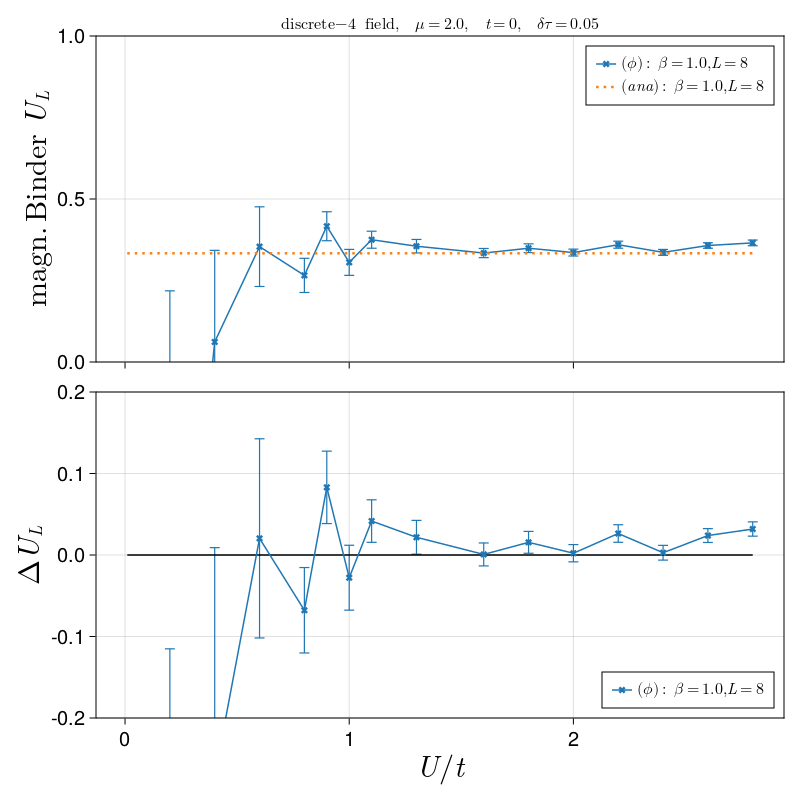 discrete−4 field, μ = 2.0, t = 0, δτ = 0.05
1.0
(ϕ): β = 1.0,L = 8
(ana): β = 1.0,L = 8
magn. Binder U_L
0.5
0.0
0.2
0.1
ΔU_L
0.0
-0.1
(ϕ): β = 1.0,L = 8
-0.2
0 1 2
U/t